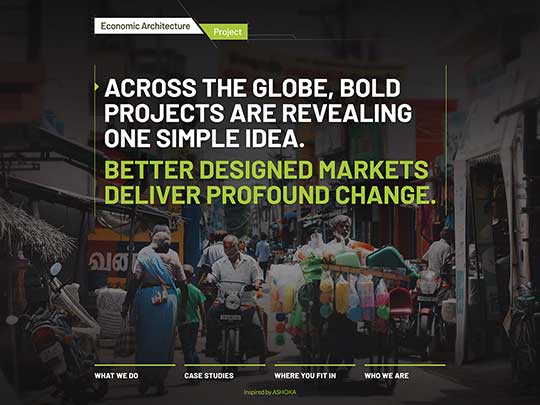 Economic Architecture
Project
ACROSS THE GLOBE, BOLD
PROJECTS ARE REVEALING
ONE SIMPLE IDEA.
BETTER DESIGNED MARKETS
DELIVER PROFOUND CHANGE.
WHAT WE DO
CASE STUDIES
WHERE YOU FIT IN
WHO WE ARE
Inspired by ASHOKA